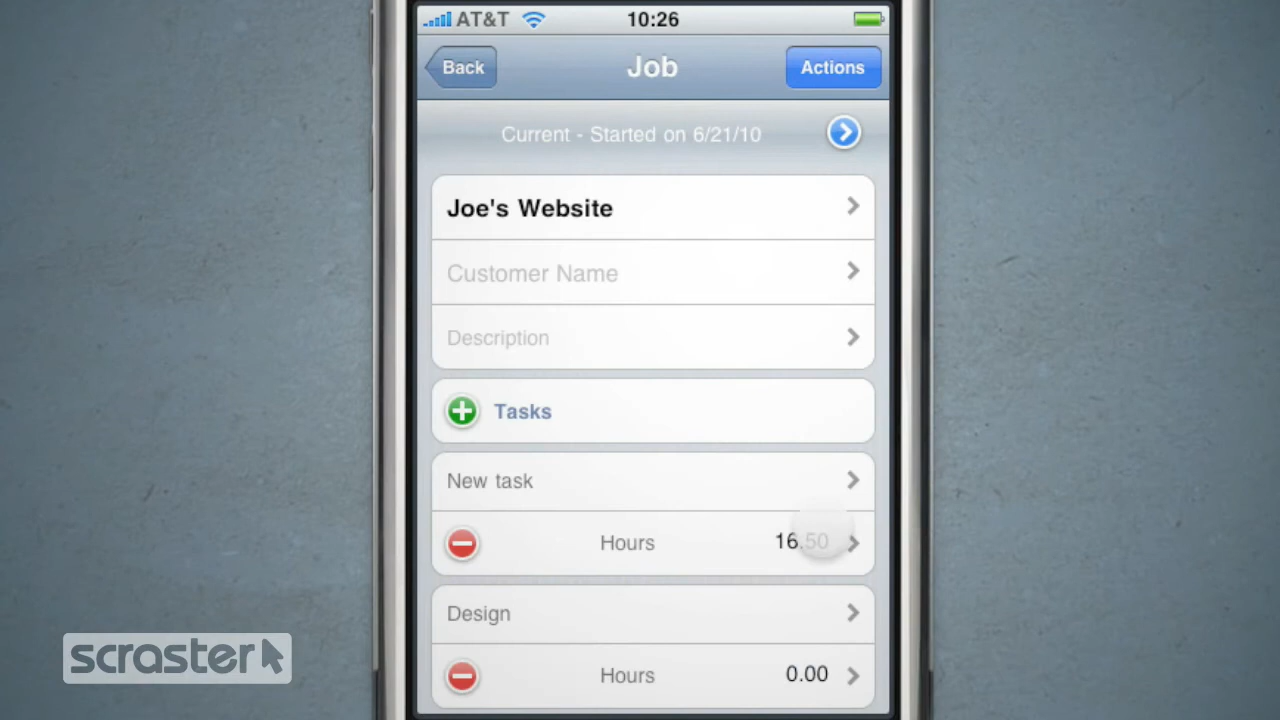 AT&T 10:26
Back Job Actions
Current - Started on 6/21/10
Joe's Website
Customer Name
Description
Tasks
New task
Hours 16.50
Design
Hours 0.00
scraster